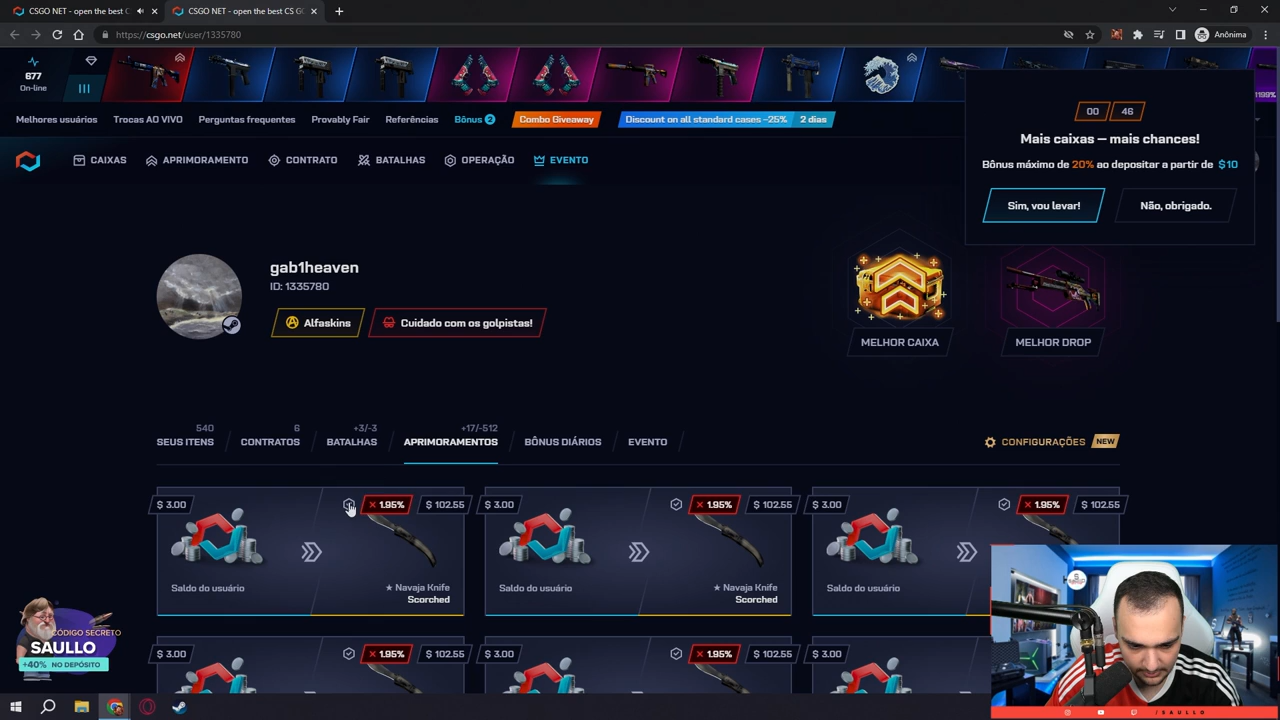 CSGO NET - open the best C
CSGO NET - open the best CS GO
https://csgo.net/user/1335780
Anônima
677
On-line
1199%
Melhores usuários
Trocas AO VIVO
Perguntas frequentes
Provably Fair
Referências
Bônus 2
Combo Giveaway
Discount on all standard cases ~25%
2 dias
00
46
Mais caixas — mais chances!
Bônus máximo de 20% ao depositar a partir de $10
Sim, vou levar!
Não, obrigado.
CAIXAS
APRIMORAMENTO
CONTRATO
BATALHAS
OPERAÇÃO
EVENTO
gab1heaven
ID: 1335780
Alfaskins
Cuidado com os golpistas!
MELHOR CAIXA
MELHOR DROP
540
SEUS ITENS
6
CONTRATOS
+3/-3
BATALHAS
+17/-512
APRIMORAMENTOS
BÔNUS DIÁRIOS
EVENTO
CONFIGURAÇÕES
NEW
$ 3.00
× 1.95%
$ 102.55
Saldo do usuário
★ Navaja Knife
Scorched
$ 3.00
× 1.95%
$ 102.55
Saldo do usuário
★ Navaja Knife
Scorched
$ 3.00
× 1.95%
$ 102.55
Saldo do usuário
$ 3.00
× 1.95%
$ 102.55
$ 3.00
× 1.95%
$ 102.55
$ 3.00
CÓDIGO SECRETO
SAULLO
+40% NO DEPÓSITO
/SAULLO